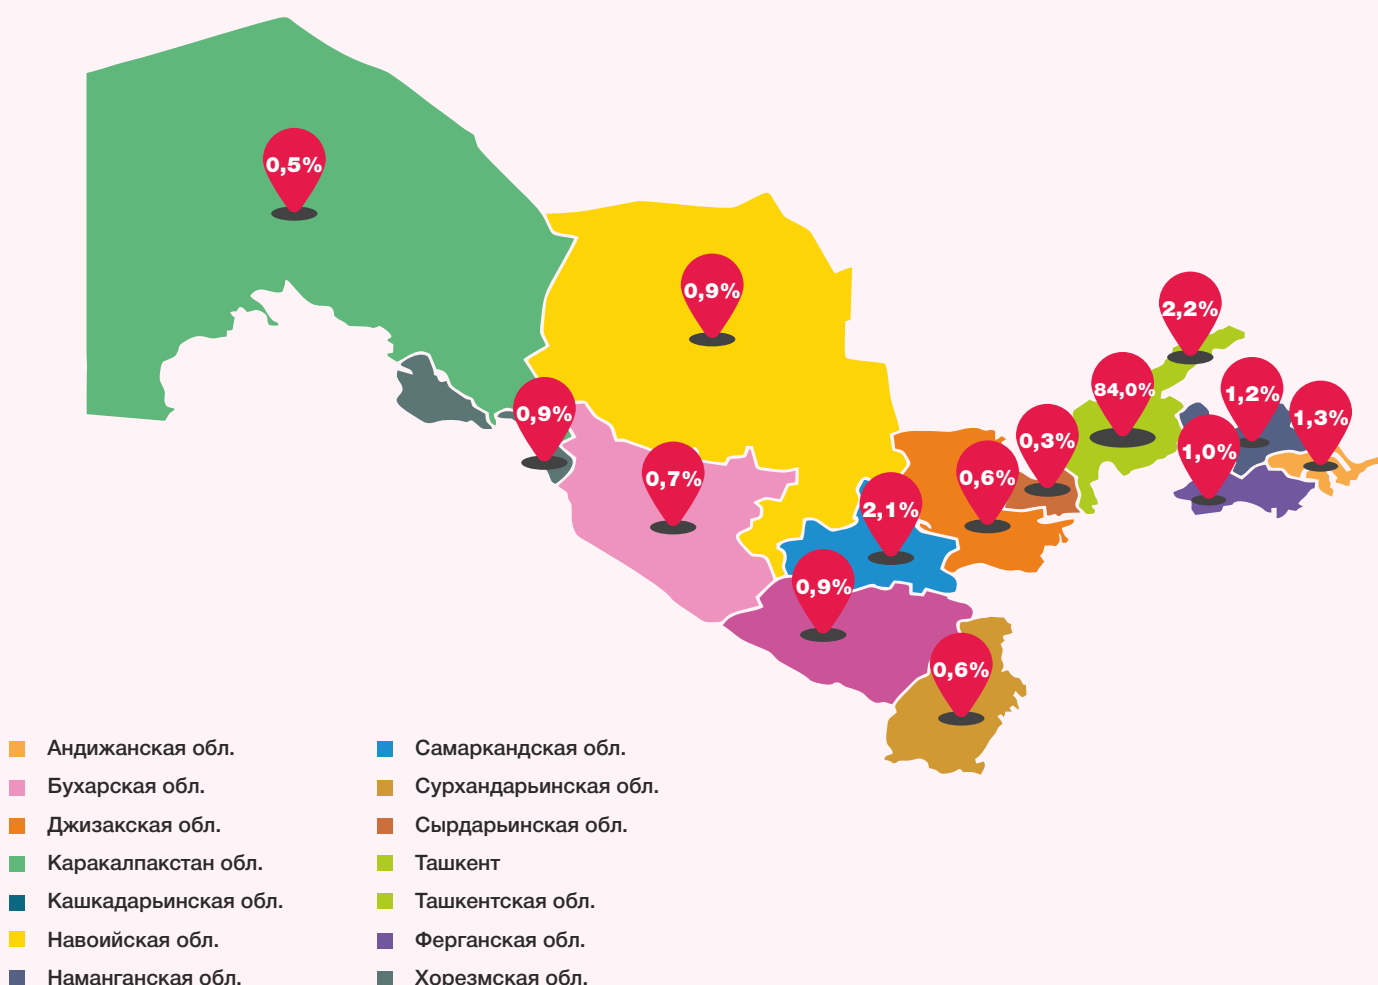 0,5%
0,9%
2,2%
84,0%
1,2%
0,9%
0,3%
1,3%
1,0%
0,7%
0,6%
2,1%
0,9%
0,6%
Андижанская обл.
Бухарская обл.
Джизакская обл.
Каракалпакстан обл.
Кашкадарьинская обл.
Навоийская обл.
Наманганская обл.
Самаркандская обл.
Сурхандарьинская обл.
Сырдарьинская обл.
Ташкент
Ташкентская обл.
Ферганская обл.
Хорезмская обл.